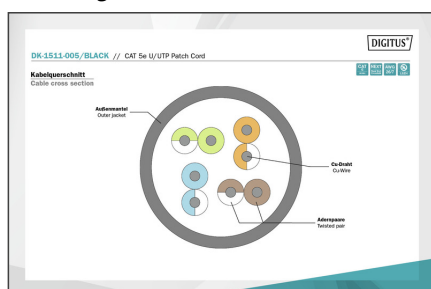 DIGITUS®
DK-1511-005/BLACK // CAT 5e U/UTP Patch Cord
Kabelquerschnitt
Cable cross section
Außenmantel
Outer jacket
Cu-Draht
Cu-Wire
Adernpaare
Twisted pair